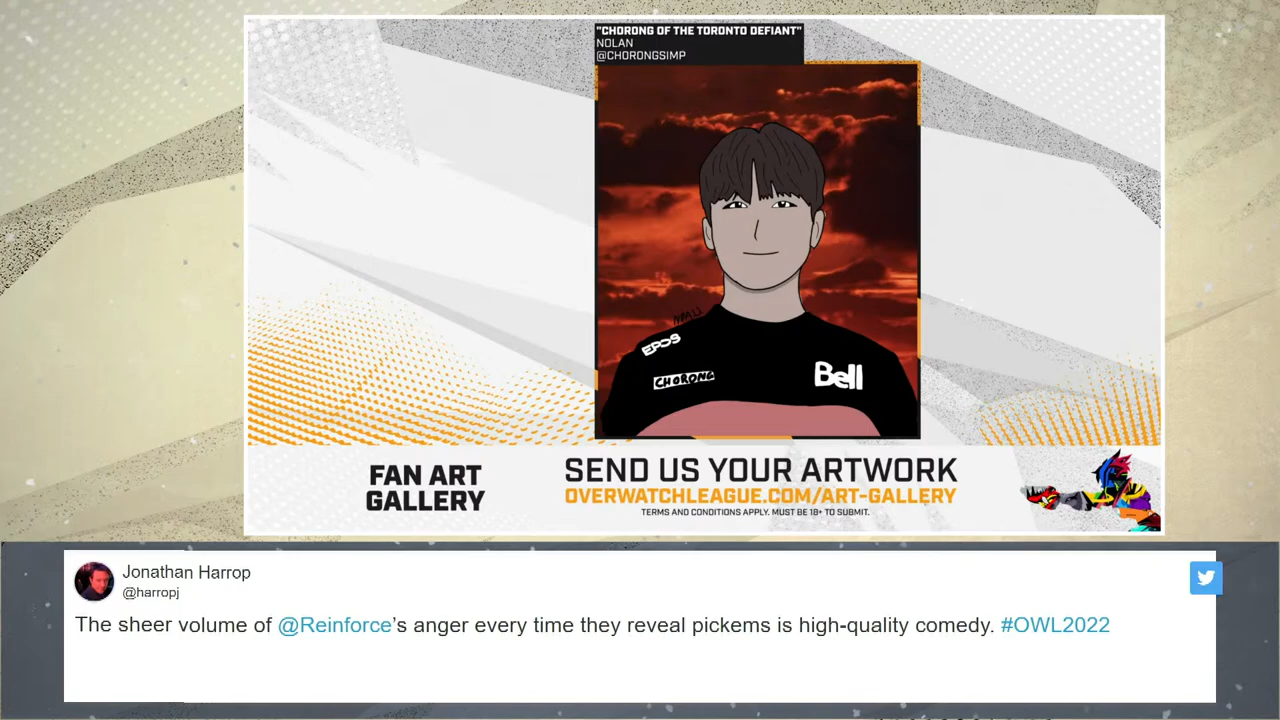 "CHORONG OF THE TORONTO DEFIANT"
NOLAN
@CHORONGSIMP
EPOS
CHORONG
Bell
FAN ART
GALLERY
SEND US YOUR ARTWORK
OVERWATCHLEAGUE.COM/ART-GALLERY
TERMS AND CONDITIONS APPLY. MUST BE 18+ TO SUBMIT.
Jonathan Harrop
@harropj
The sheer volume of @Reinforce’s anger every time they reveal pickems is high-quality comedy. #OWL2022